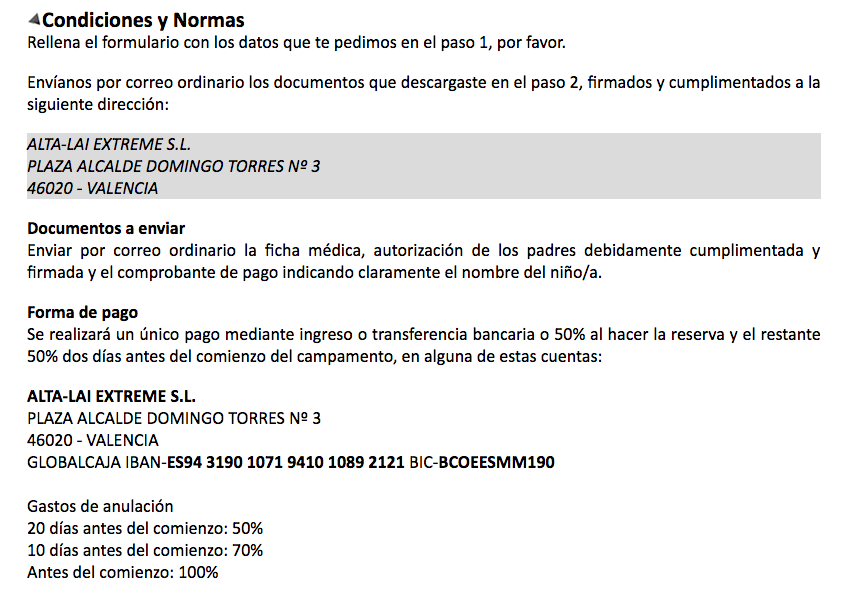 Condiciones y Normas
Rellena el formulario con los datos que te pedimos en el paso 1, por favor.
Envíanos por correo ordinario los documentos que descargaste en el paso 2, firmados y cumplimentados a la
siguiente dirección:
ALTA-LAI EXTREME S.L.
PLAZA ALCALDE DOMINGO TORRES Nº 3
46020 - VALENCIA
Documentos a enviar
Enviar por correo ordinario la ficha médica, autorización de los padres debidamente cumplimentada y
firmada y el comprobante de pago indicando claramente el nombre del niño/a.
Forma de pago
Se realizará un único pago mediante ingreso o transferencia bancaria o 50% al hacer la reserva y el restante
50% dos días antes del comienzo del campamento, en alguna de estas cuentas:
ALTA-LAI EXTREME S.L.
PLAZA ALCALDE DOMINGO TORRES Nº 3
46020 - VALENCIA
GLOBALCAJA IBAN-ES94 3190 1071 9410 1089 2121 BIC-BCOEESMM190
Gastos de anulación
20 días antes del comienzo: 50%
10 días antes del comienzo: 70%
Antes del comienzo: 100%